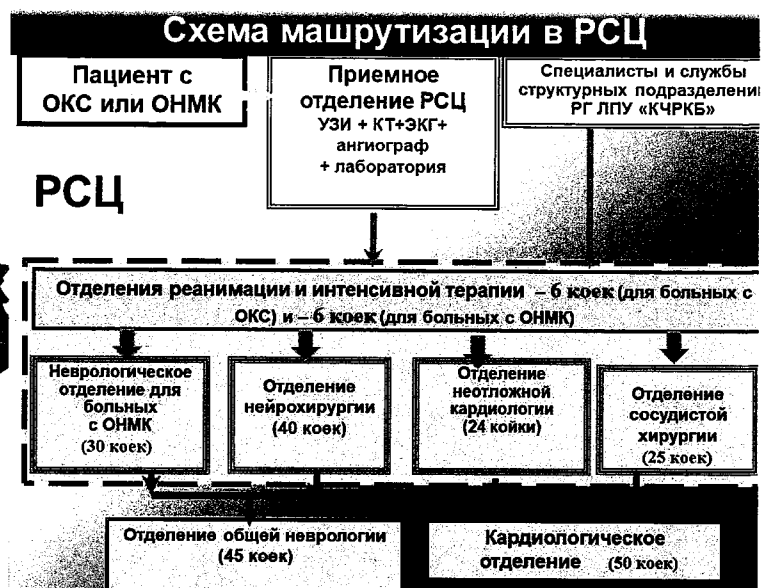 Схема машрутизации в РСЦ
Пациент с
ОКС или ОНМК
Приемное
отделение РСЦ
УЗИ + КТ+ЭКГ+
ангиограф
+ лаборатория
Специалисты и службы
структурных подразделени
РГ ЛПУ «КЧРКБ»
РСЦ
Отделения реанимации и интенсивной терапии – 6 коек (для больных с
ОКС) и – 6 коек (для больных с ОНМК)
Неврологическое
отделение для
больных
с ОНМК
(30 коек)
Отделение
нейрохирургии
(40 коек)
Отделение
неотложной
кардиологии
(24 койки)
Отделение
сосудистой
хирургии
(25 коек)
Отделение общей неврологии
(45 коек)
Кардиологическое
отделение (50 коек)